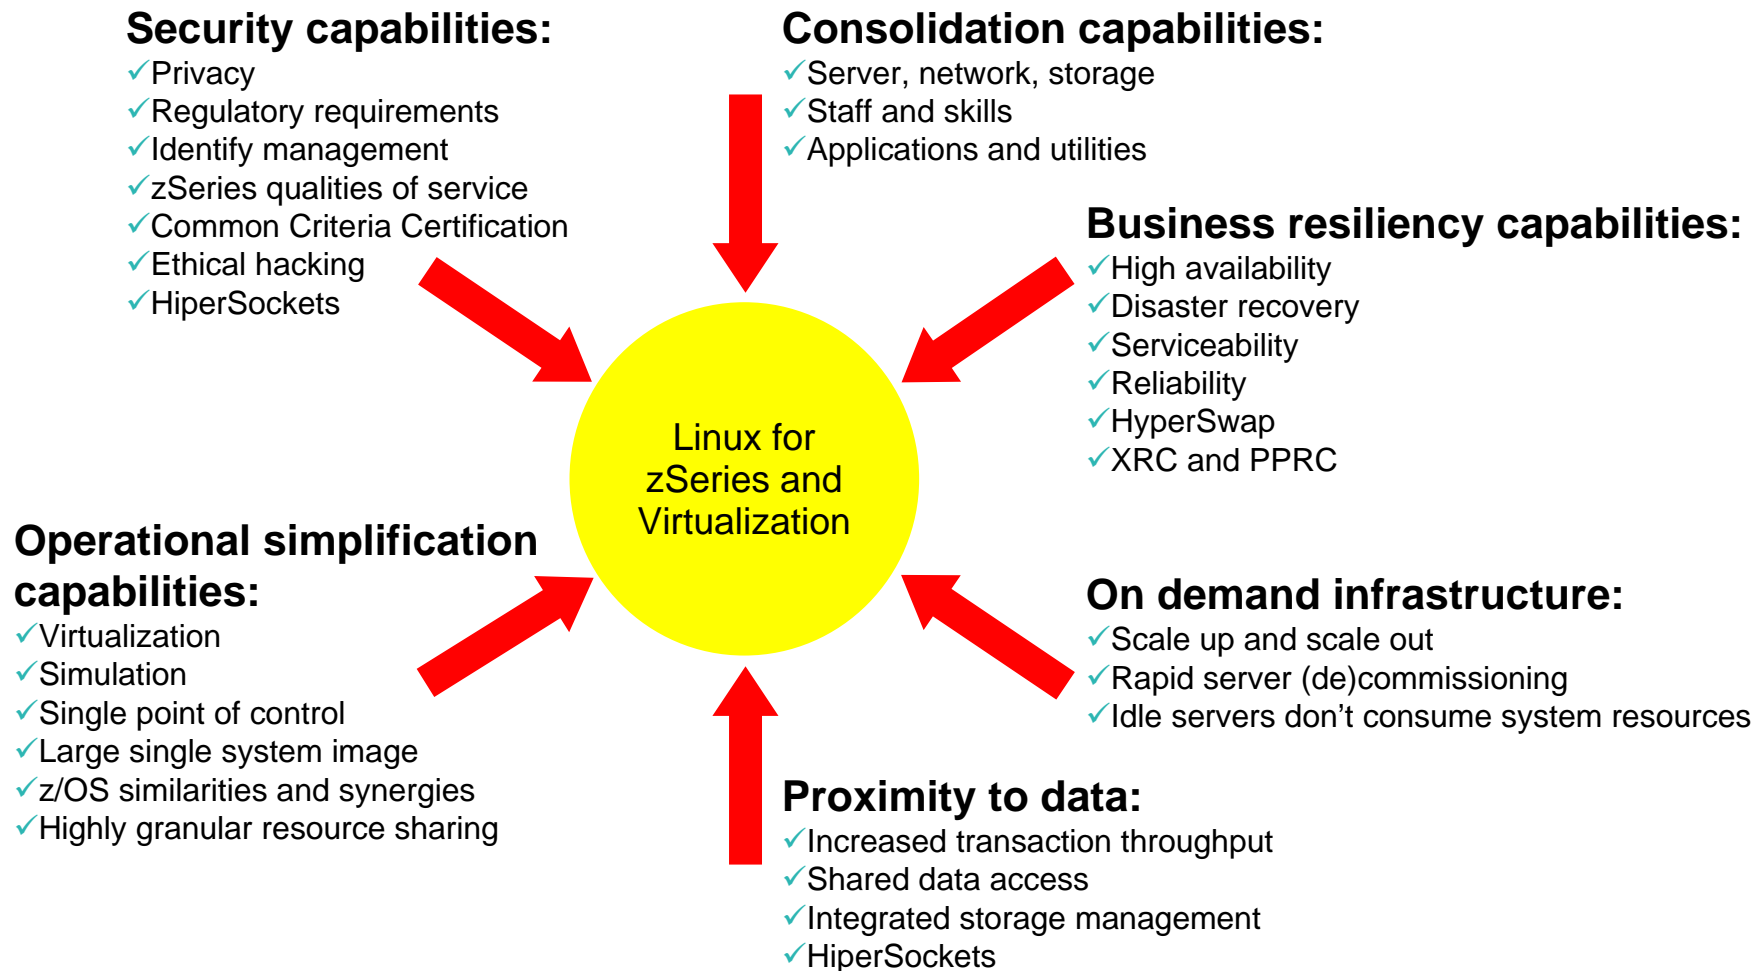 Security capabilities:
✓Privacy
✓Regulatory requirements
✓Identify management
✓zSeries qualities of service
✓Common Criteria Certification
✓Ethical hacking
✓HiperSockets
Consolidation capabilities:
✓Server, network, storage
✓Staff and skills
✓Applications and utilities
Business resiliency capabilities:
✓High availability
✓Disaster recovery
✓Serviceability
✓Reliability
✓HyperSwap
✓XRC and PPRC
Linux for
zSeries and
Virtualization
Operational simplification
capabilities:
✓Virtualization
✓Simulation
✓Single point of control
✓Large single system image
✓z/OS similarities and synergies
✓Highly granular resource sharing
On demand infrastructure:
✓Scale up and scale out
✓Rapid server (de)commissioning
✓Idle servers don’t consume system resources
Proximity to data:
✓Increased transaction throughput
✓Shared data access
✓Integrated storage management
✓HiperSockets